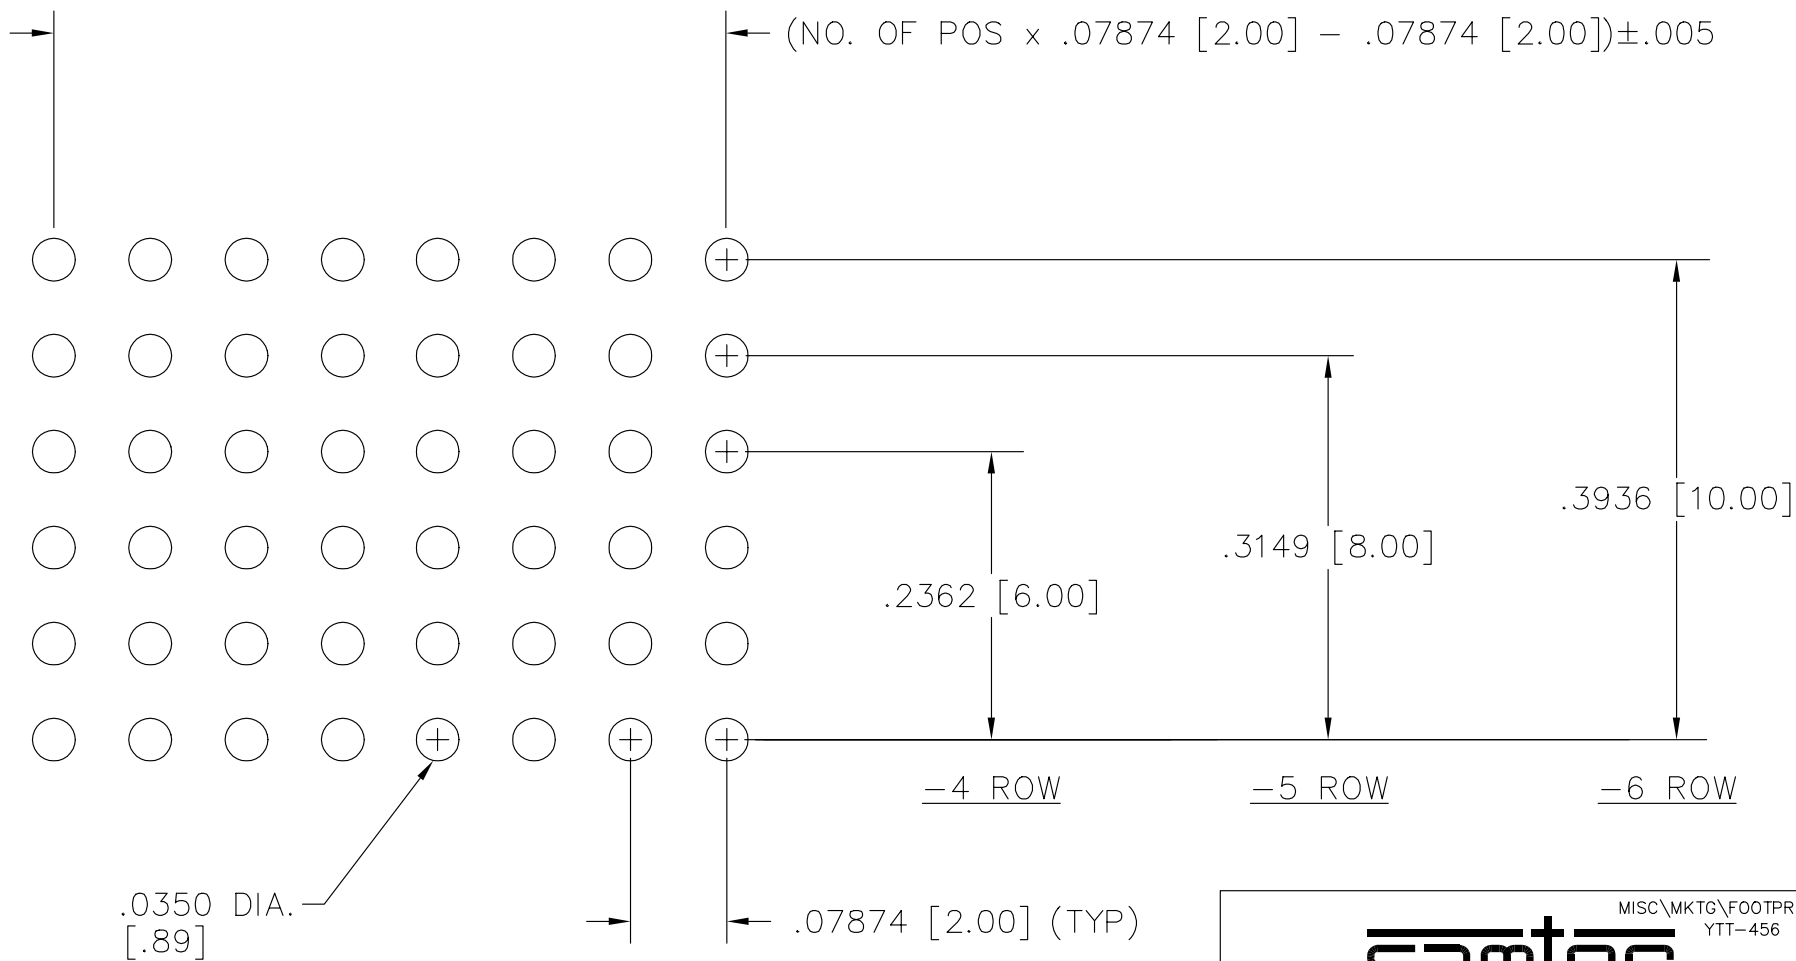 (NO. OF POS x .07874 [2.00] – .07874 [2.00])±.005
.3936 [10.00]
.3149 [8.00]
.2362 [6.00]
–4 ROW
–5 ROW
–6 ROW
.0350 DIA.
[.89]
.07874 [2.00] (TYP)
MISC\MKTG\FOOTPR
YTT–456